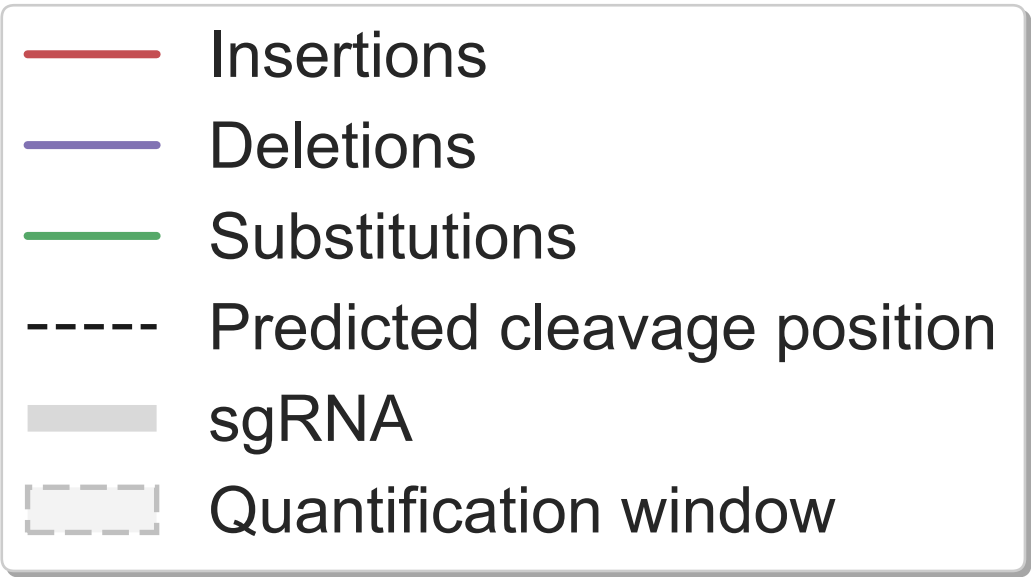 Insertions
Deletions
Substitutions
Predicted cleavage position
sgRNA
Quantification window